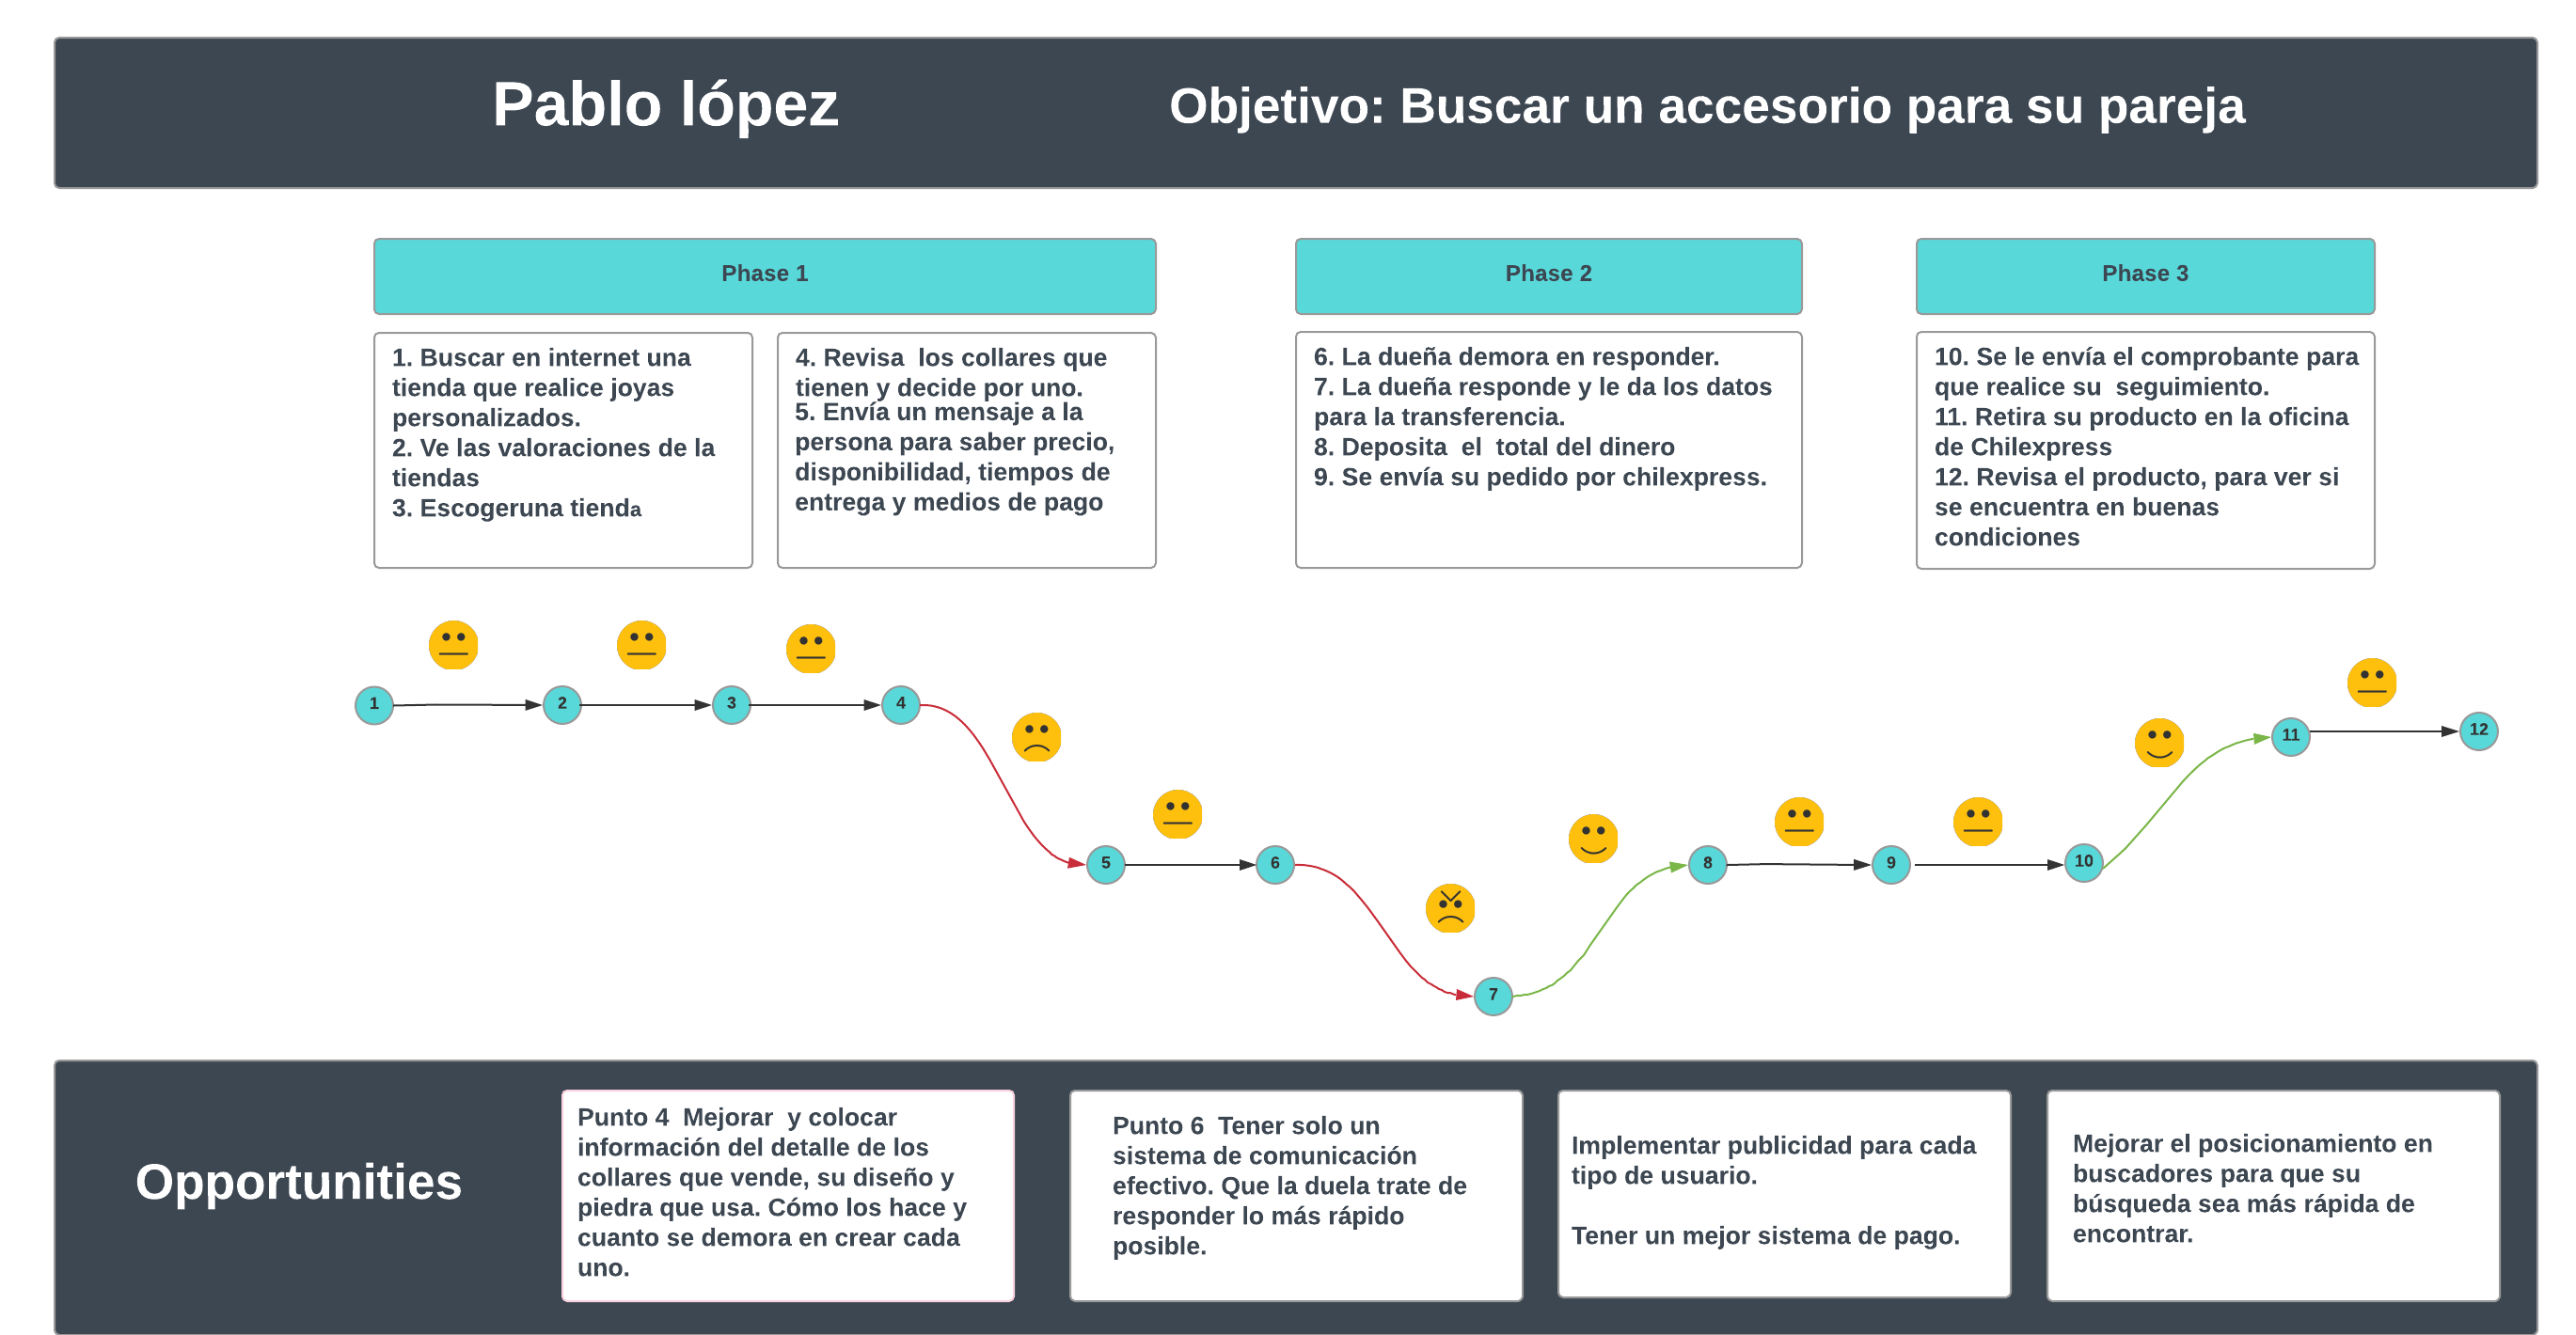 Pablo lópez
Objetivo: Buscar un accesorio para su pareja
Phase 1
Phase 2
Phase 3
1. Buscar en internet una
tienda que realice joyas
personalizados.
2. Ve las valoraciones de la
tiendas
3. Escogeruna tienda
4. Revisa  los collares que
tienen y decide por uno.
5. Envía un mensaje a la
persona para saber precio,
disponibilidad, tiempos de
entrega y medios de pago
6. La dueña demora en responder.
7. La dueña responde y le da los datos
para la transferencia.
8. Deposita  el  total del dinero
9. Se envía su pedido por chilexpress.
10. Se le envía el comprobante para
que realice su  seguimiento.
11. Retira su producto en la oficina
de Chilexpress
12. Revisa el producto, para ver si
se encuentra en buenas
condiciones
1
2
3
4
5
6
7
8
9
10
11
12
Opportunities
Punto 4  Mejorar  y colocar
información del detalle de los
collares que vende, su diseño y
piedra que usa. Cómo los hace y
cuanto se demora en crear cada
uno.
Punto 6  Tener solo un
sistema de comunicación
efectivo. Que la duela trate de
responder lo más rápido
posible.
Implementar publicidad para cada
tipo de usuario.
Tener un mejor sistema de pago.
Mejorar el posicionamiento en
buscadores para que su
búsqueda sea más rápida de
encontrar.